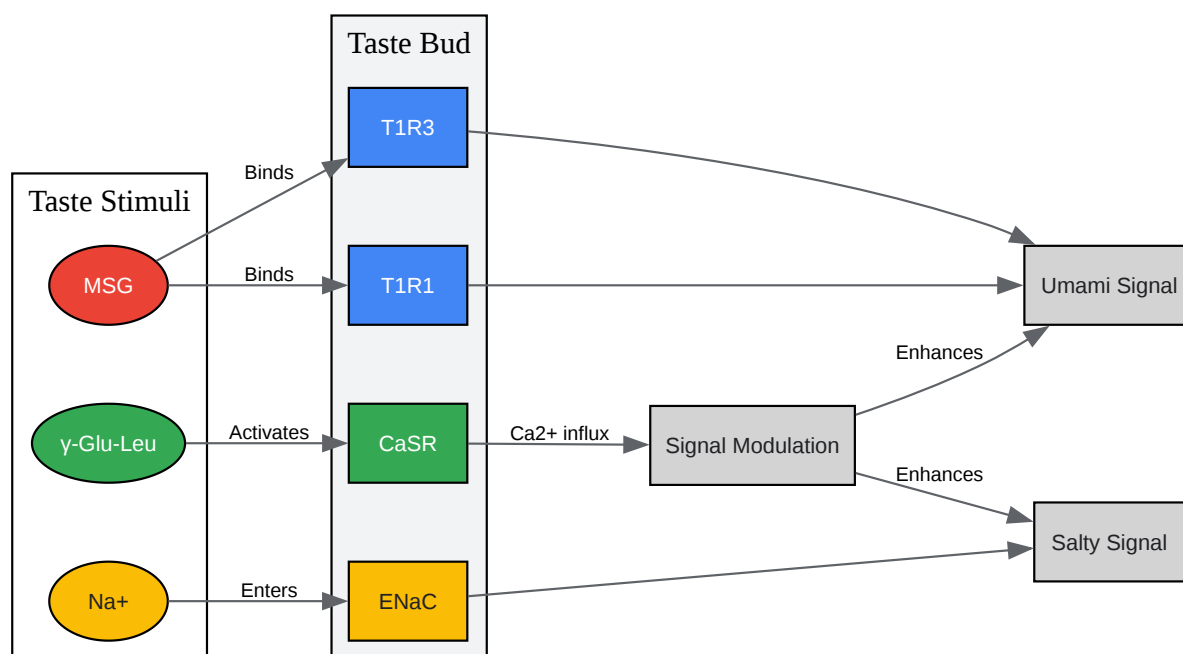 Taste Bud
T1R3
Binds
Taste Stimuli
MSG
Binds
T1R1
Umami Signal
Enhances
γ-Glu-Leu
Activates
CaSR
Ca2+ influx
Signal Modulation
Enhances
Salty Signal
Na+
Enters
ENaC